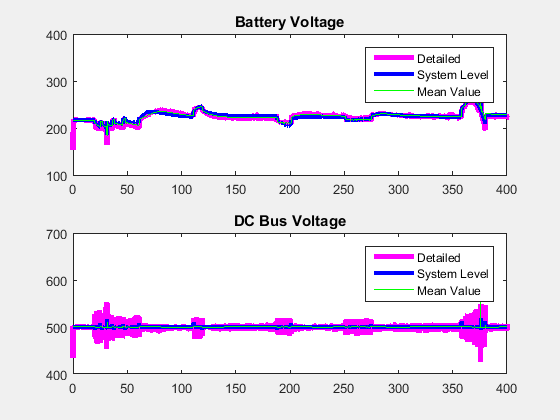 Battery Voltage
400
300
200
100
Detailed
System Level
Mean Value
0 50 100 150 200 250 300 350 400
DC Bus Voltage
700
600
500
400
Detailed
System Level
Mean Value
0 50 100 150 200 250 300 350 400